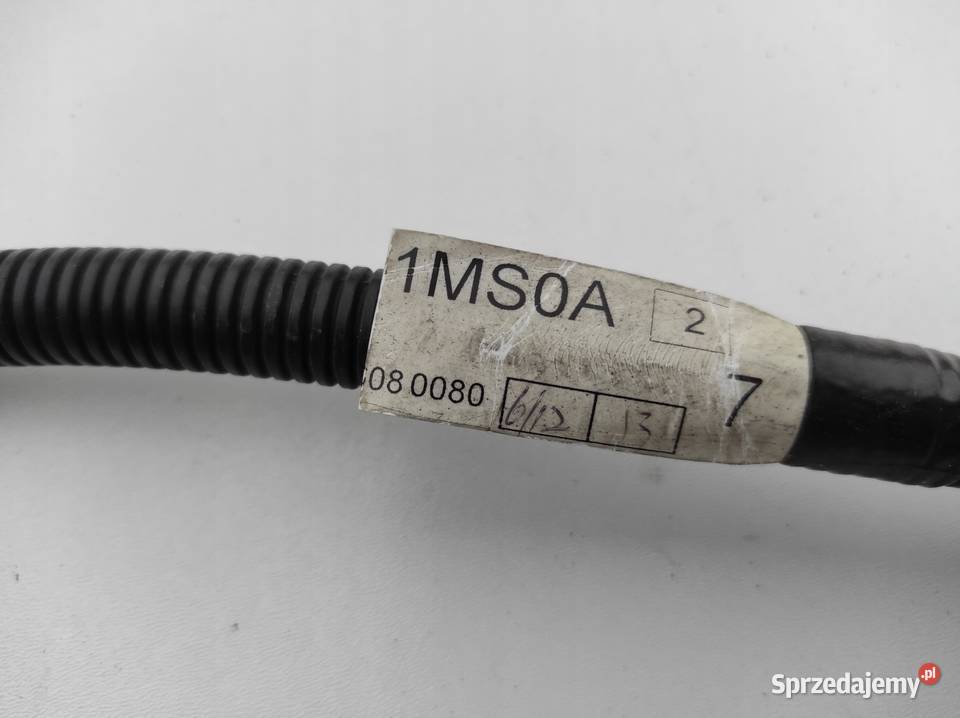 1MS0A 2
08 0080 6/12 13 7
Sprzedajemy.pl